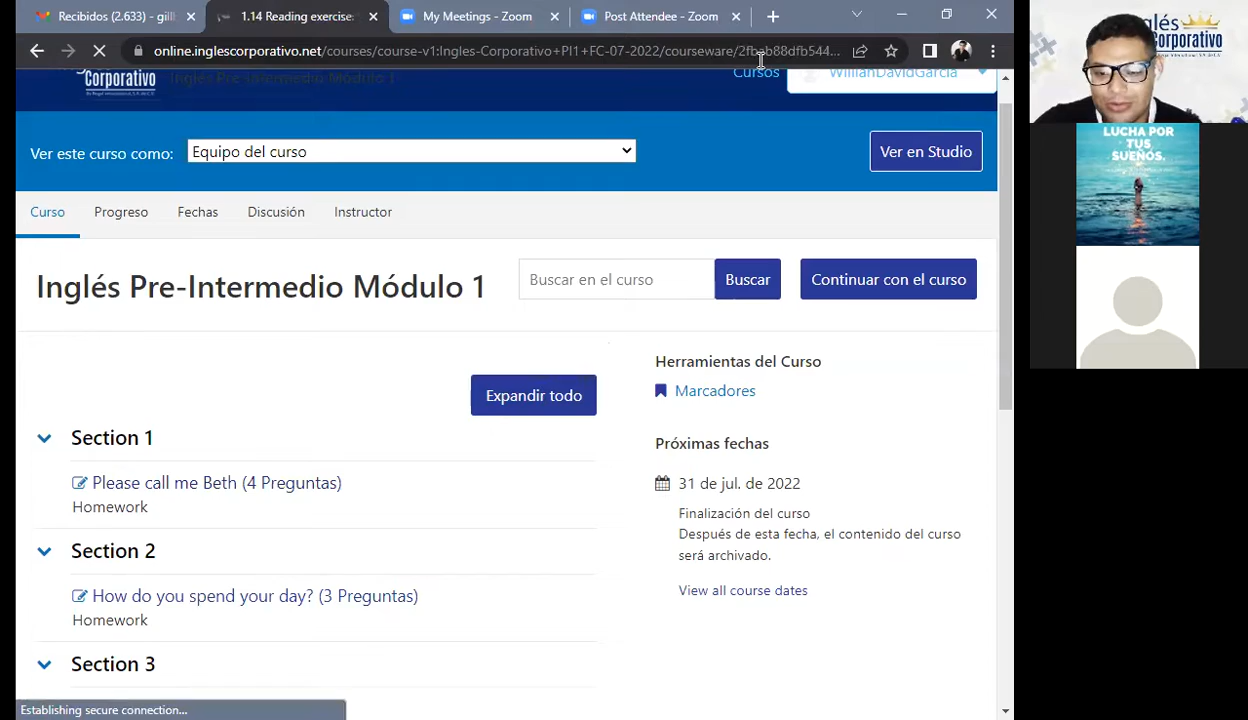 Recibidos (2.633) - gill
1.14 Reading exercise:
My Meetings - Zoom
Post Attendee - Zoom
online.inglescorporativo.net/courses/course-v1:Ingles-Corporativo+PI1+FC-07-2022/courseware/2fbab88dfb544...
Corporativo
Inglés Pre-Intermedio Módulo 1
Cursos
WillianDavidGarcia
Ver este curso como:
Equipo del curso
Ver en Studio
Curso
Progreso
Fechas
Discusión
Instructor
Inglés Pre-Intermedio Módulo 1
Buscar en el curso
Buscar
Continuar con el curso
Expandir todo
Section 1
Please call me Beth (4 Preguntas)
Homework
Section 2
How do you spend your day? (3 Preguntas)
Homework
Section 3
Herramientas del Curso
Marcadores
Próximas fechas
31 de jul. de 2022
Finalización del curso
Después de esta fecha, el contenido del curso
será archivado.
View all course dates
Establishing secure connection...
LUCHA POR
TUS
SUEÑOS.